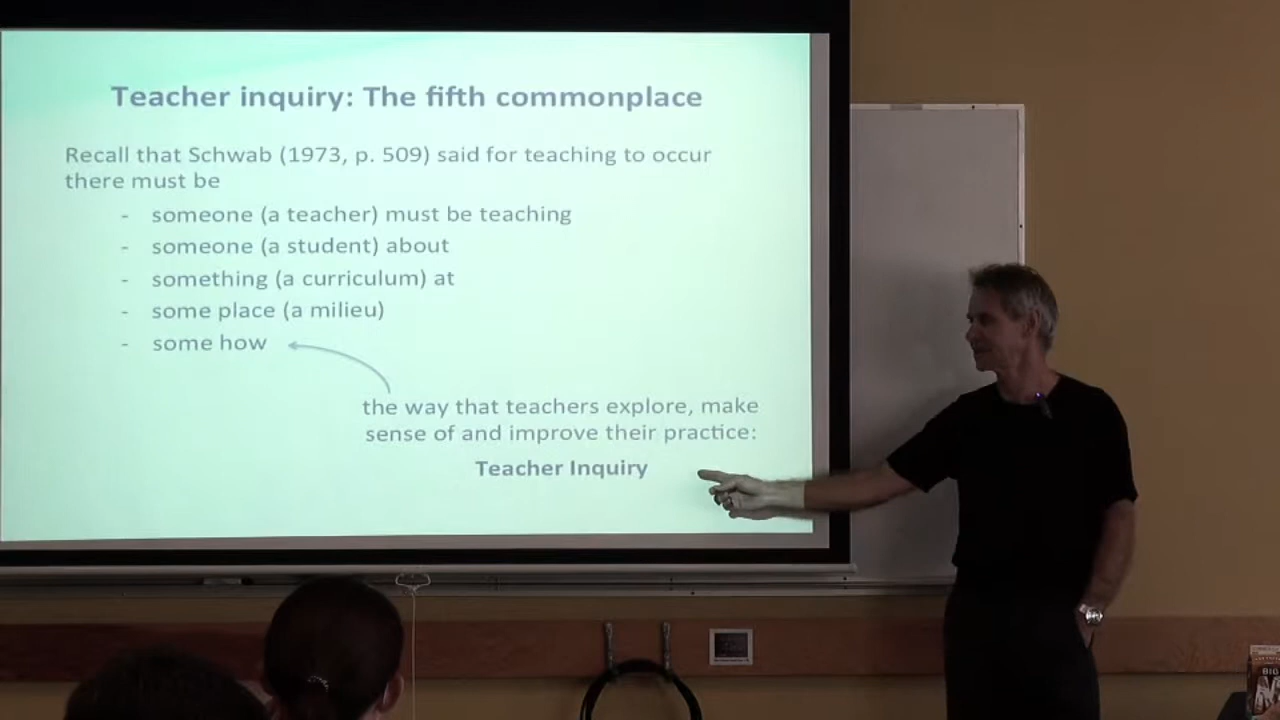 Teacher inquiry: The fifth commonplace
Recall that Schwab (1973, p. 509) said for teaching to occur
there must be
- someone (a teacher) must be teaching
- someone (a student) about
- something (a curriculum) at
- some place (a milieu)
- some how
the way that teachers explore, make
sense of and improve their practice:
Teacher Inquiry
BIG